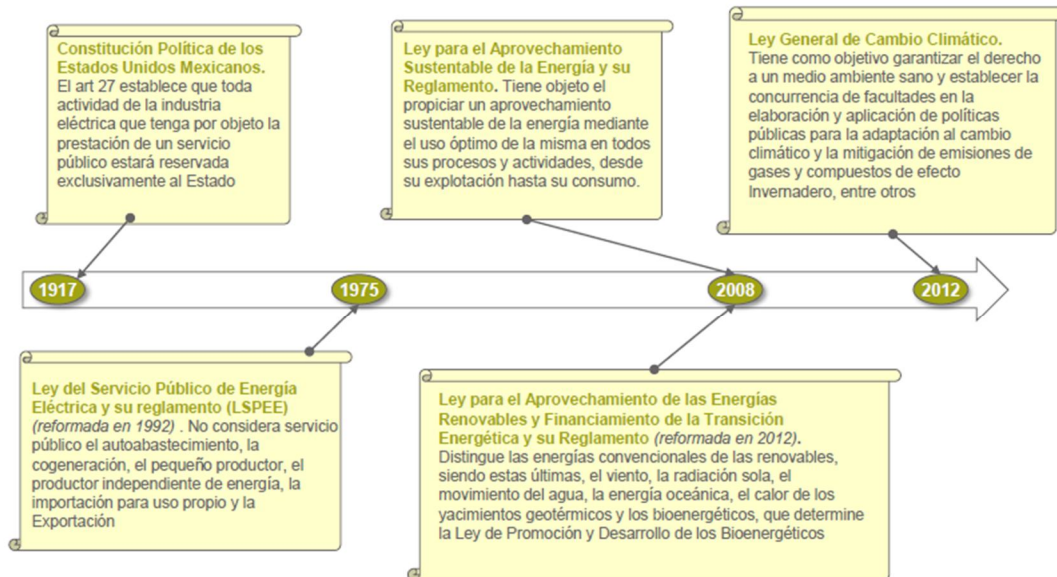 Constitución Política de los
Estados Unidos Mexicanos.
El art 27 establece que toda
actividad de la industria
eléctrica que tenga por objeto la
prestación de un servicio
público estará reservada
exclusivamente al Estado
Ley para el Aprovechamiento
Sustentable de la Energía y su
Reglamento. Tiene objeto el
propiciar un aprovechamiento
sustentable de la energía mediante
el uso óptimo de la misma en todos
sus procesos y actividades, desde
su explotación hasta su consumo.
Ley General de Cambio Climático.
Tiene como objetivo garantizar el derecho
a un medio ambiente sano y establecer la
concurrencia de facultades en la
elaboración y aplicación de políticas
públicas para la adaptación al cambio
climático y la mitigación de emisiones de
gases y compuestos de efecto
Invernadero, entre otros
1917
1975
2008
2012
Ley del Servicio Público de Energía
Eléctrica y su reglamento (LSPEE)
(reformada en 1992) . No considera servicio
público el autoabastecimiento, la
cogeneración, el pequeño productor, el
productor independiente de energía, la
importación para uso propio y la
Exportación
Ley para el Aprovechamiento de las Energías
Renovables y Financiamiento de la Transición
Energética y su Reglamento (reformada en 2012).
Distingue las energías convencionales de las renovables,
siendo estas últimas, el viento, la radiación sola, el
movimiento del agua, la energía oceánica, el calor de los
yacimientos geotérmicos y los bioenergéticos, que determine
la Ley de Promoción y Desarrollo de los Bioenergéticos